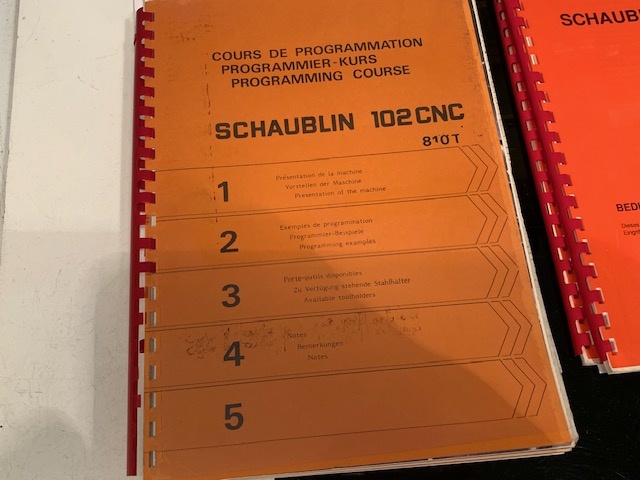 COURS DE PROGRAMMATION
PROGRAMMIER-KURS
PROGRAMMING COURSE
SCHAUBLIN 102 CNC
810T
1
Présentation de la machine
Vorstellen der Maschine
Presentation of the machine
2
Exemples de programmation
Programmier-Beispiele
Programming examples
3
Porte-outils disponibles
Zu Verfügung stehende Stahlhalter
Available toolholders
4
Notes
Bemerkungen
Notes
5
SCHAUB
BEDI
Dieses